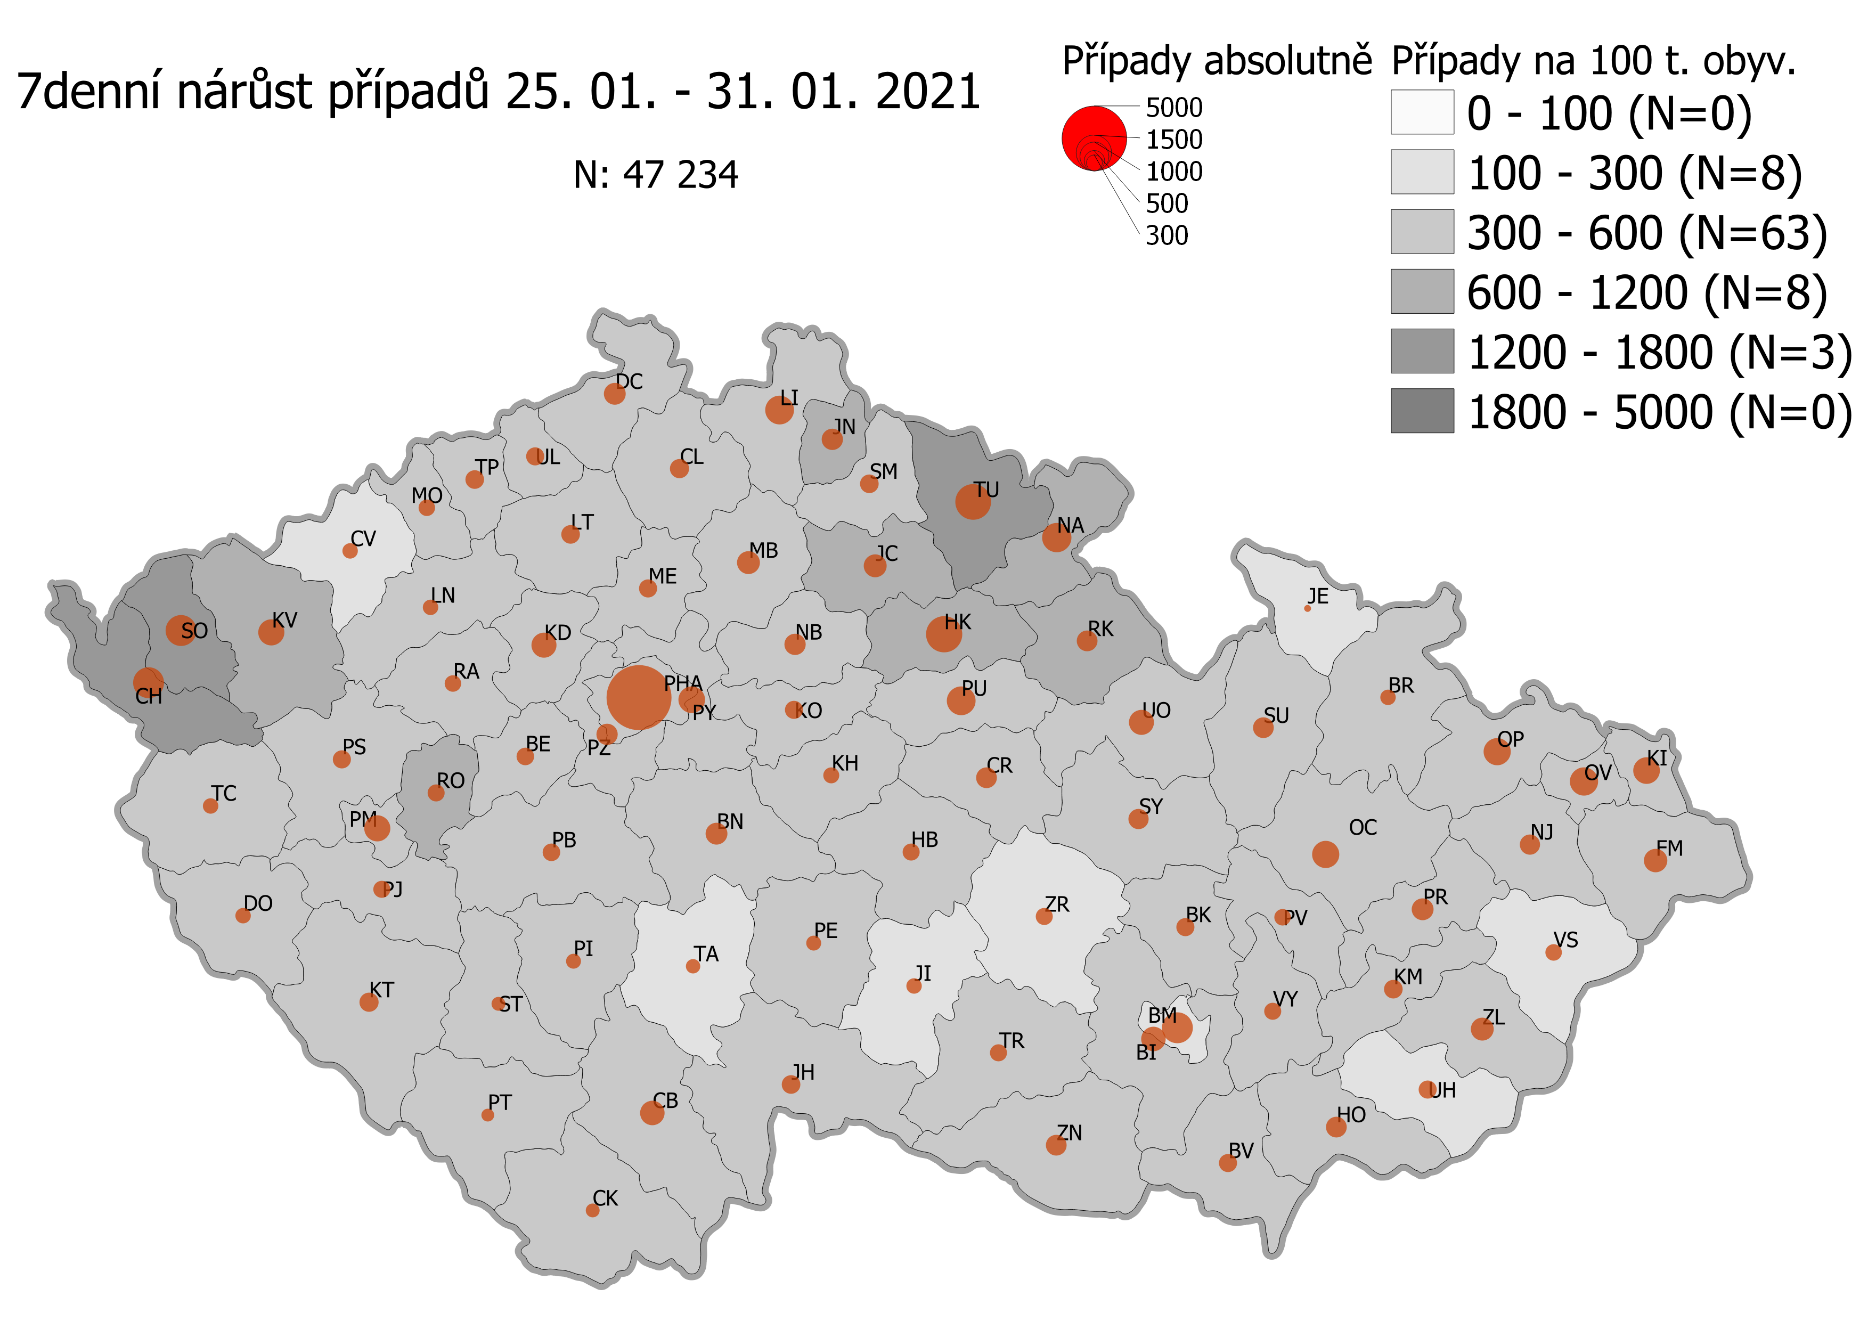 7denní nárůst případů 25. 01. - 31. 01. 2021
N: 47 234
Případy absolutně
5000
1500
1000
500
300
Případy na 100 t. obyv.
0 - 100 (N=0)
100 - 300 (N=8)
300 - 600 (N=63)
600 - 1200 (N=8)
1200 - 1800 (N=3)
1800 - 5000 (N=0)
DC
LI
JN
UL
CL
TP
SM
MO
TU
LT
NA
CV
MB
JC
ME
LN
JE
KV
SO
KD
NB
HK
RK
RA
PHA
CH
PY
KO
PU
UO
SU
BR
PS
BE
PZ
OP
KI
RO
KH
CR
OV
TC
PM
BN
SY
PB
HB
OC
NJ
FM
PJ
DO
ZR
BK
PV
PR
PI
TA
PE
VS
KT
ST
JI
KM
VY
BM
ZL
BI
TR
JH
UH
PT
CB
HO
ZN
BV
CK